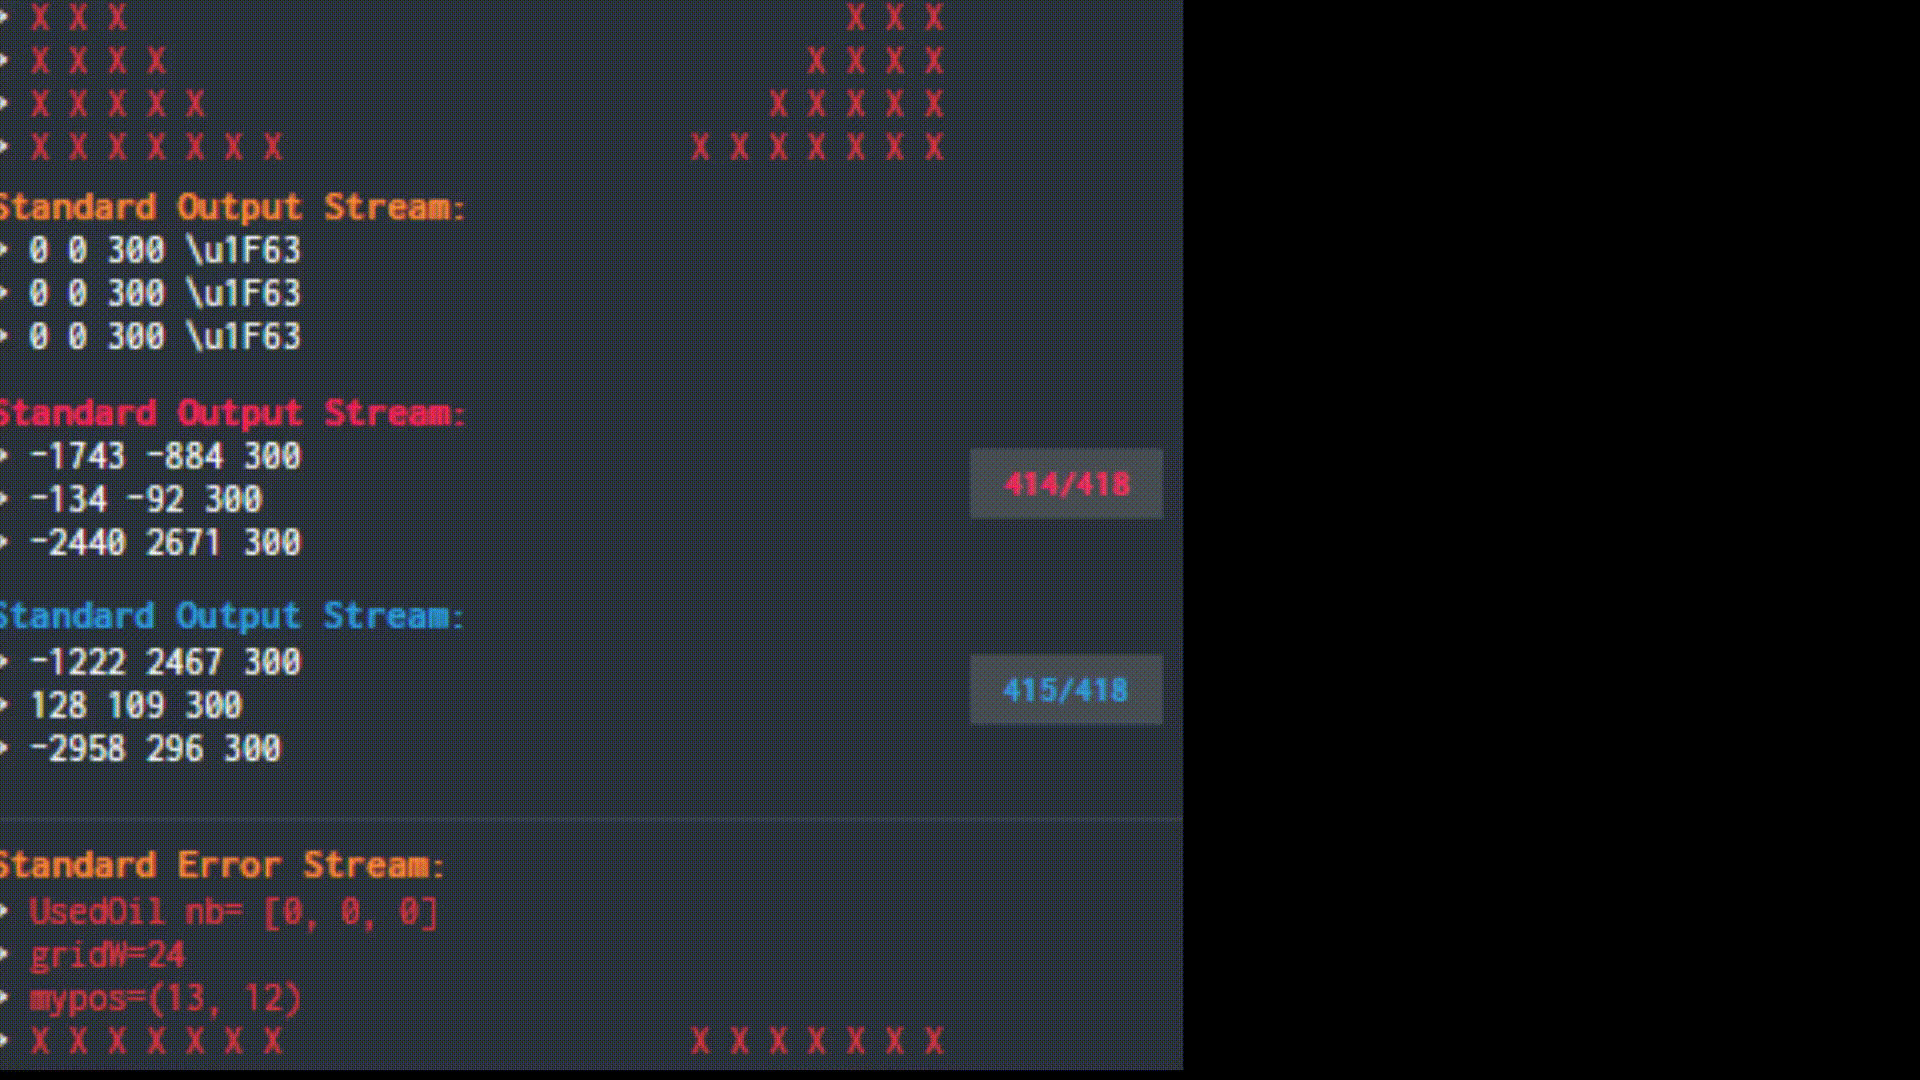 > X X X                                     X X X
> X X X X                                 X X X X
> X X X X X                             X X X X X
> X X X X X X X                     X X X X X X X
Standard Output Stream:
> 0 0 300 \u1F63
> 0 0 300 \u1F63
> 0 0 300 \u1F63
Standard Output Stream:
> -1743 -884 300
414/418
> -134 -92 300
> -2440 2671 300
Standard Output Stream:
> -1222 2467 300
415/418
> 128 109 300
> -2958 296 300
Standard Error Stream:
> UsedOil nb= [0, 0, 0]
> gridW=24
> mypos=(13, 12)
> X X X X X X X                     X X X X X X X